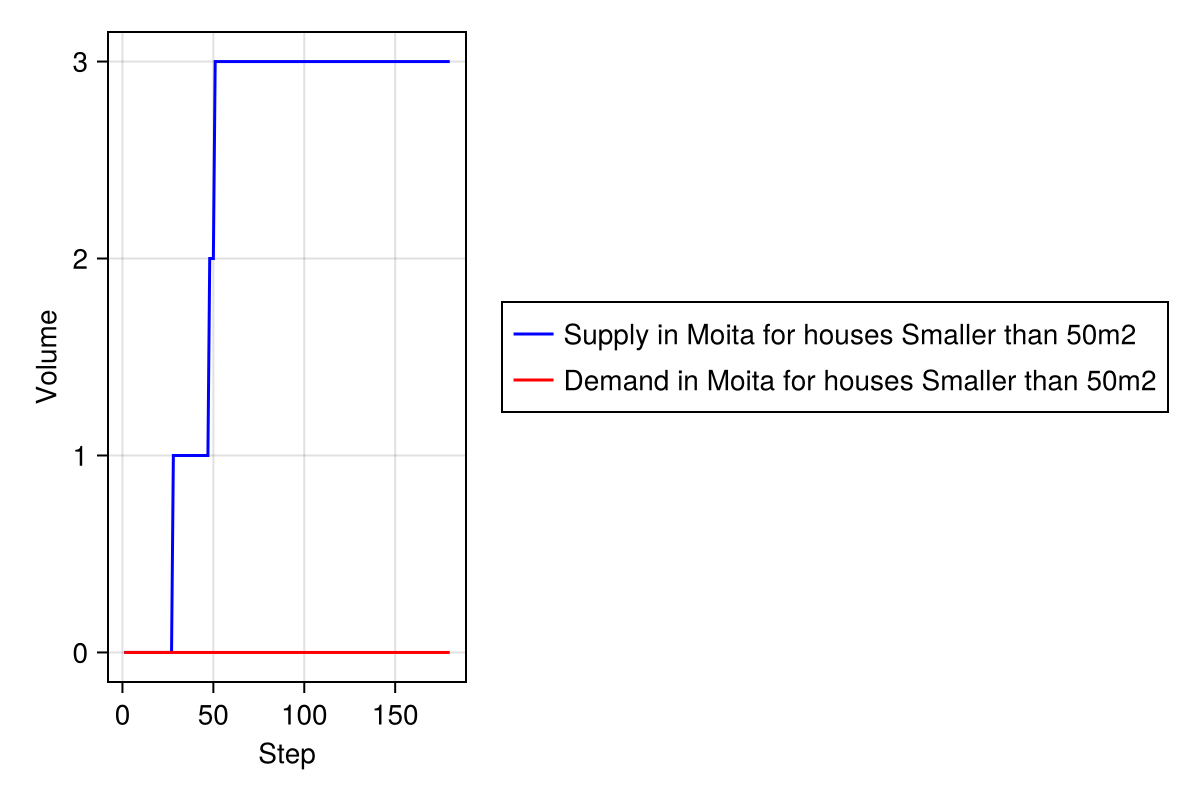 3
2
1
0
Volume
0 50 100 150
Step
Supply in Moita for houses Smaller than 50m2
Demand in Moita for houses Smaller than 50m2